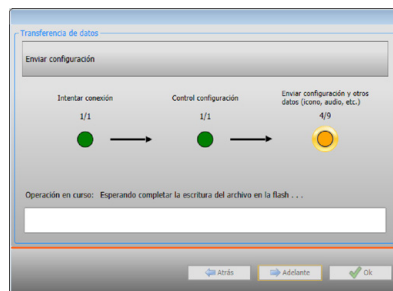 Transferencia de datos
Enviar configuración
Intentar conexión
1/1
Control configuración
1/1
Enviar configuración y otros
datos (icono, audio, etc.)
4/9
Operación en curso: Esperando completar la escritura del archivo en la flash . . .
Atrás
Adelante
Ok